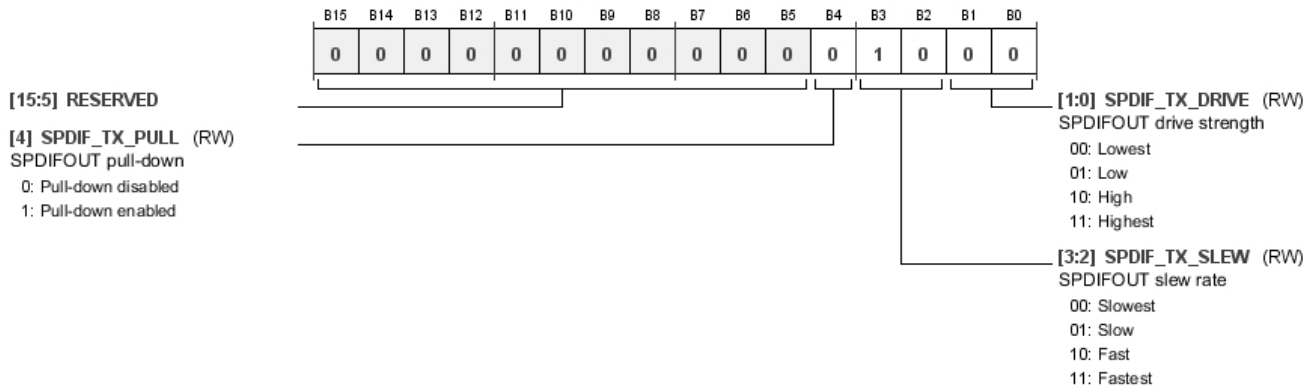 B15 B14 B13 B12 B11 B10 B9 B8 B7 B6 B5 B4 B3 B2 B1 B0
0 0 0 0 0 0 0 0 0 0 0 0 1 0 0 0
[15:5] RESERVED
[4] SPDIF_TX_PULL (RW)
SPDIFOUT pull-down
0: Pull-down disabled
1: Pull-down enabled
[1:0] SPDIF_TX_DRIVE (RW)
SPDIFOUT drive strength
00: Lowest
01: Low
10: High
11: Highest
[3:2] SPDIF_TX_SLEW (RW)
SPDIFOUT slew rate
00: Slowest
01: Slow
10: Fast
11: Fastest